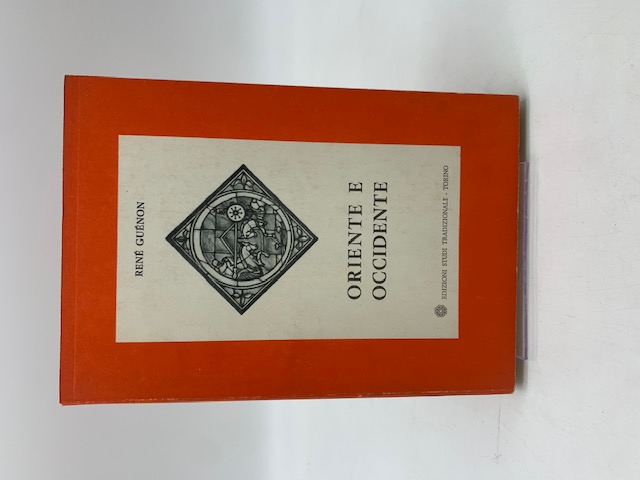 RENÉ GUÉNON
ORIENTE E
OCCIDENTE
EDIZIONI STUDI TRADIZIONALI - TORINO